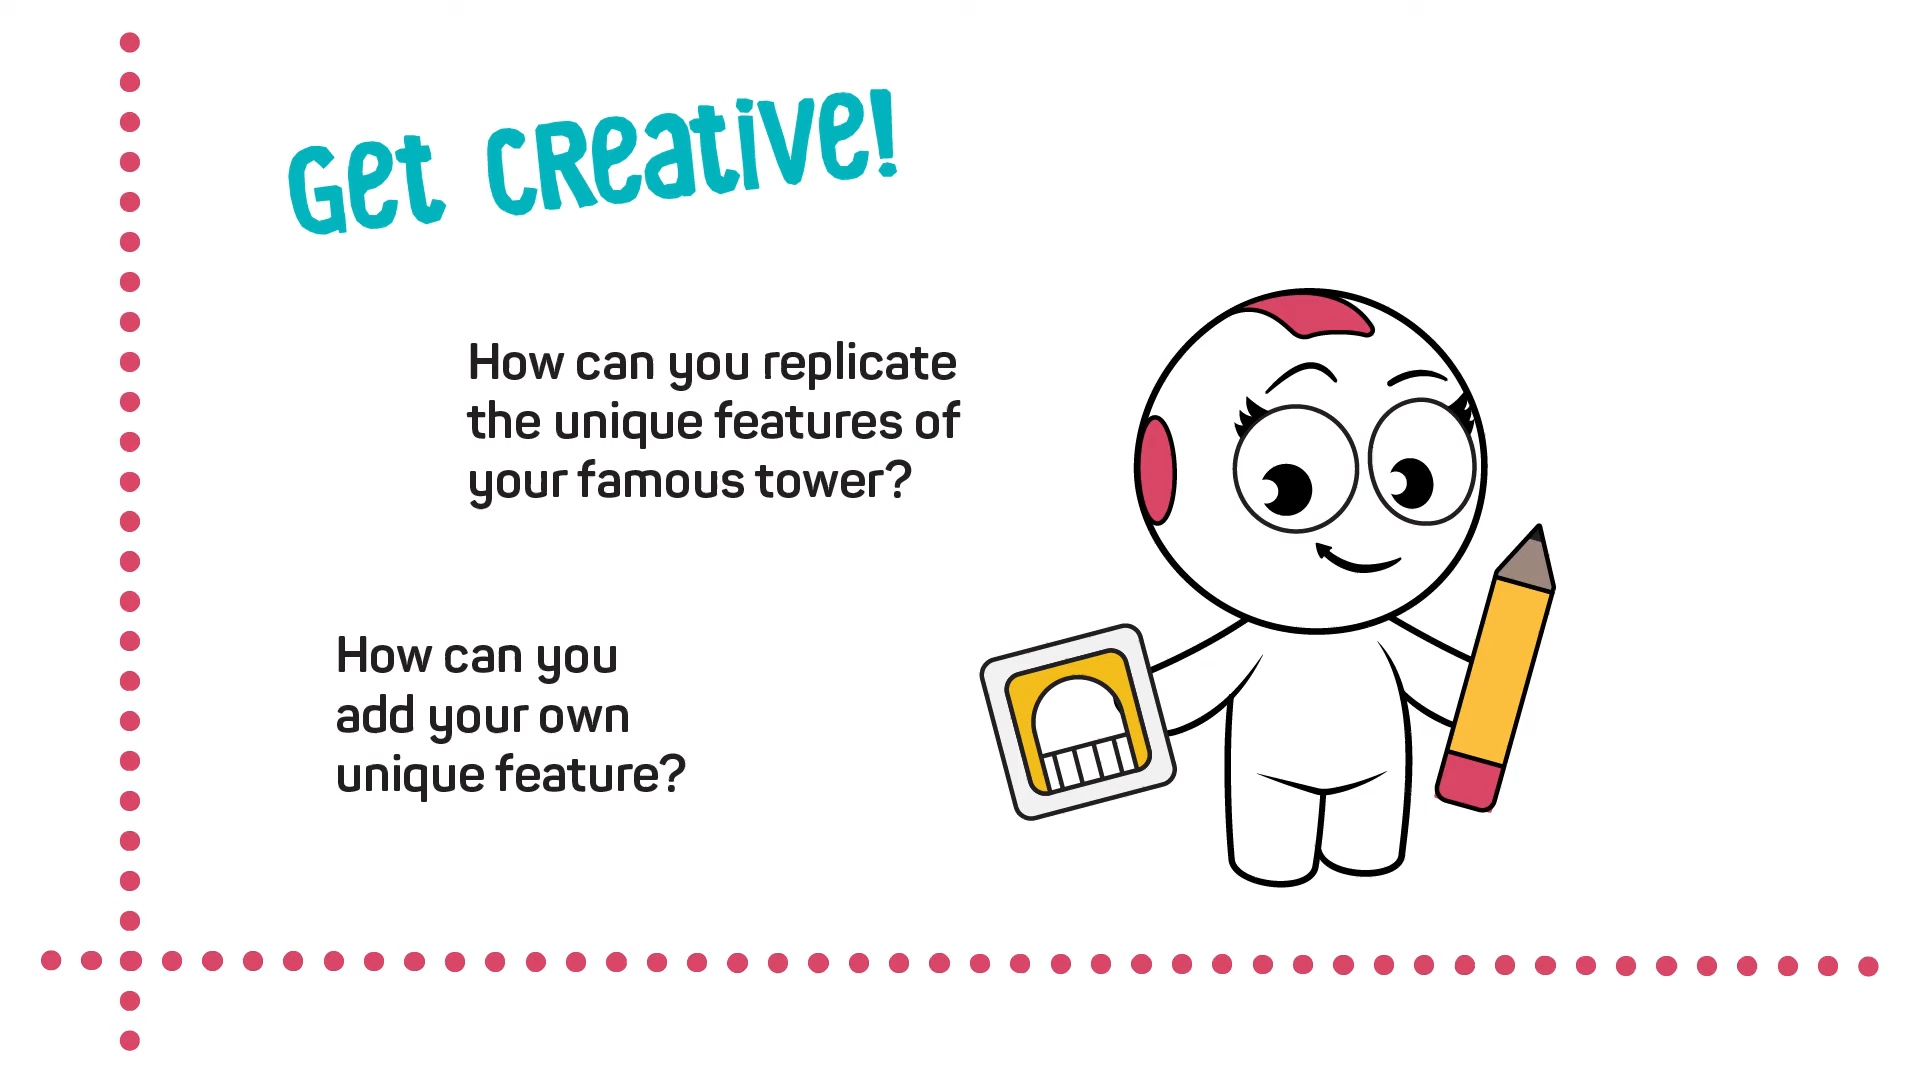 Get creative!
How can you replicate
the unique features of
your famous tower?
How can you
add your own
unique feature?